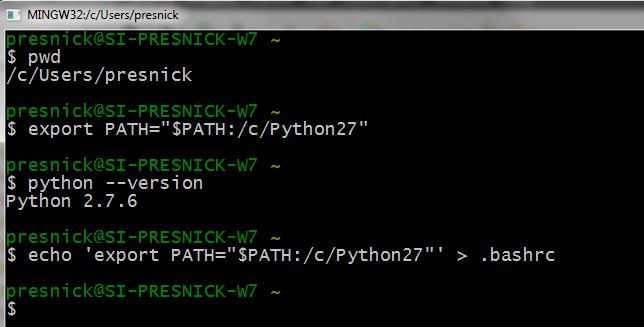 MINGW32:/c/Users/presnick
presnick@SI-PRESNICK-W7 ~
$ pwd
/c/Users/presnick
presnick@SI-PRESNICK-W7 ~
$ export PATH="$PATH:/c/Python27"
presnick@SI-PRESNICK-W7 ~
$ python --version
Python 2.7.6
presnick@SI-PRESNICK-W7 ~
$ echo 'export PATH="$PATH:/c/Python27"' > .bashrc
presnick@SI-PRESNICK-W7 ~
$